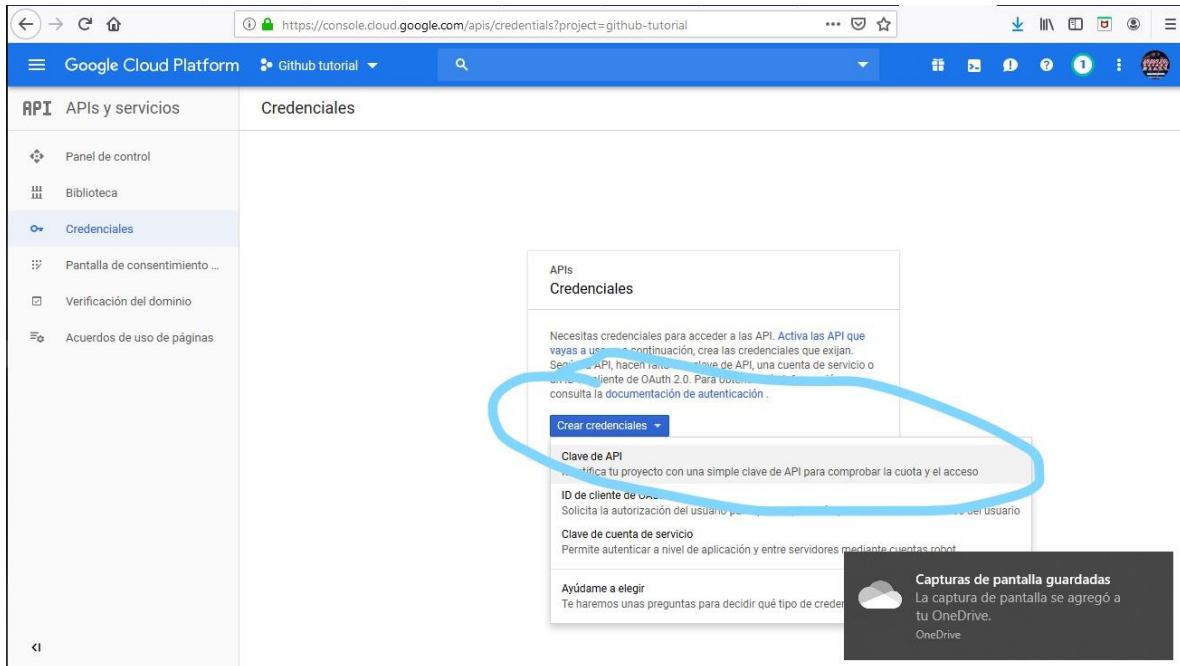 https://console.cloud.google.com/apis/credentials?project=github-tutorial
Google Cloud Platform
Github tutorial
1
API APIs y servicios
Credenciales
Panel de control
Biblioteca
Credenciales
Pantalla de consentimiento ...
Verificación del dominio
Acuerdos de uso de páginas
APIs
Credenciales
Necesitas credenciales para acceder a las API. Activa las API que
vayas a continuación, crea las credenciales que exijan.
API, hacen clave de API, una cuenta de servicio o
cliente de OAuth 2.0. Para
consulta la documentación de autenticación .
Crear credenciales
Clave de API
tu proyecto con una simple clave de API para comprobar la cuota y el acceso
ID de cliente de
Solicita la autorización del usuario del usuario
Clave de cuenta de servicio
Permite autenticar a nivel de aplicación y entre servidores mediante cuentas robot
Ayúdame a elegir
Te haremos unas preguntas para decidir qué tipo de
Capturas de pantalla guardadas
La captura de pantalla se agregó a
tu OneDrive.
OneDrive